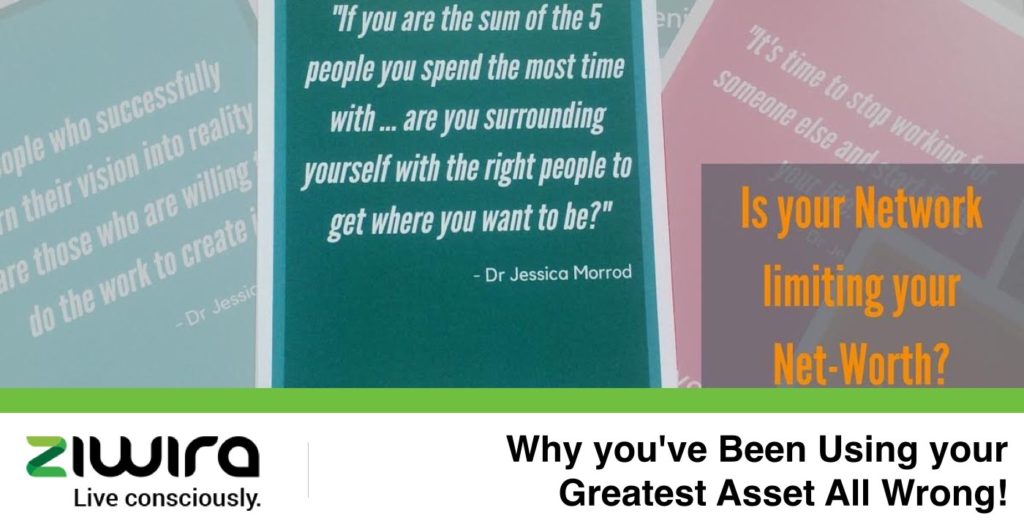 "If you are the sum of the 5
people you spend the most time
with ... are you surrounding
yourself with the right people to
get where you want to be?"
- Dr Jessica Morrod
people who successfully
their vision into reality
are those who are willing
do the work to create
- Dr Jessic
"It's time to stop working for
someone else and start
Is your Network
limiting your
Net-Worth?
ZIWIRA
Live consciously.
Why you've Been Using your
Greatest Asset All Wrong!